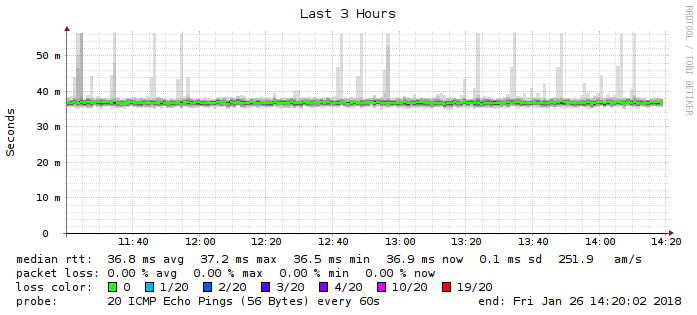 Last 3 Hours
RRDTOOL / TOBI OETIKER
Seconds
50 m
40 m
30 m
20 m
10 m
0
11:40 12:00 12:20 12:40 13:00 13:20 13:40 14:00 14:20
median rtt: 36.8 ms avg 37.2 ms max 36.5 ms min 36.9 ms now 0.1 ms sd 251.9 am/s
packet loss: 0.00 % avg 0.00 % max 0.00 % min 0.00 % now
loss color: 0 1/20 2/20 3/20 4/20 10/20 19/20
probe: 20 ICMP Echo Pings (56 Bytes) every 60s end: Fri Jan 26 14:20:02 2018